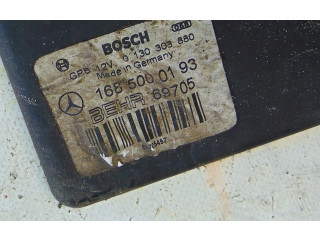 BOSCH
GPB 12V 0 130 303 880
Made in Germany
168 500 01 93
BEHR 69705